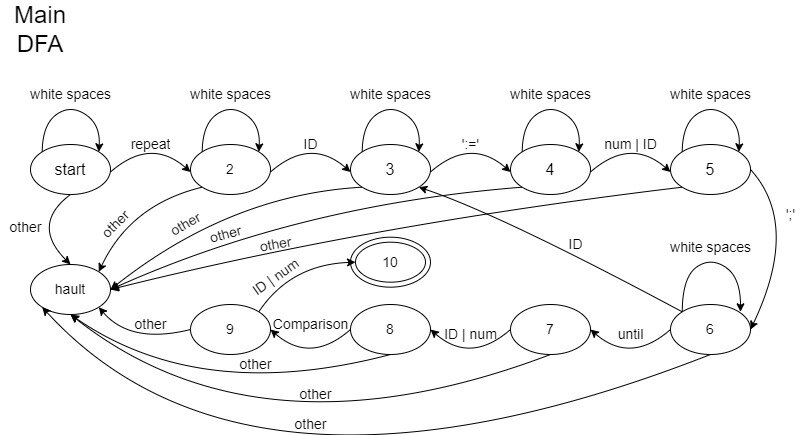 Main
DFA
white spaces
white spaces
white spaces
white spaces
white spaces
repeat
ID
':='
num | ID
start
2
3
4
5
other
other
other
other
other
';'
ID
white spaces
ID | num
10
hault
other
9
Comparison
8
ID | num
7
until
6
other
other
other